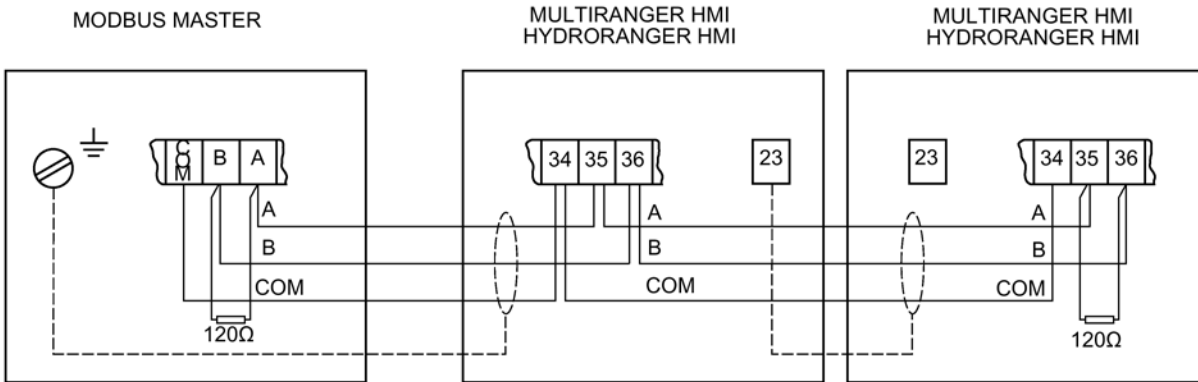 MODBUS MASTER
MULTIRANGER HMI
HYDRORANGER HMI
MULTIRANGER HMI
HYDRORANGER HMI
COM B A
34 35 36
23
23
34 35 36
A
A
A
B
B
B
COM
COM
COM
120Ω
120Ω